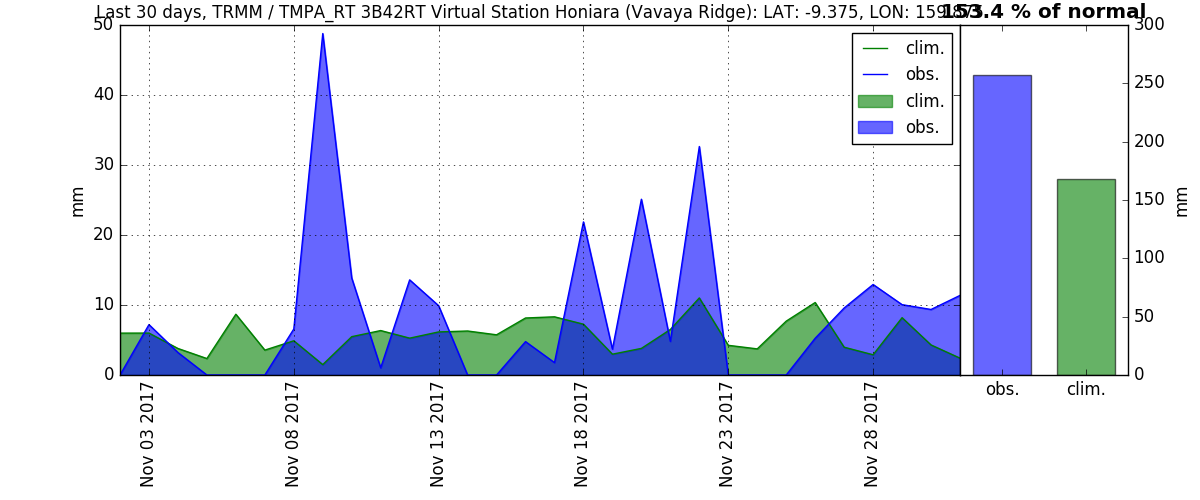 Last 30 days, TRMM / TMPA_RT 3B42RT Virtual Station Honiara (Vavaya Ridge): LAT: -9.375, LON:
153.4 % of normal
50
40
30
20
10
0
mm
clim.
obs.
clim.
obs.
Nov 03 2017
Nov 08 2017
Nov 13 2017
Nov 18 2017
Nov 23 2017
Nov 28 2017
300
250
200
150
100
50
0
mm
obs.
clim.